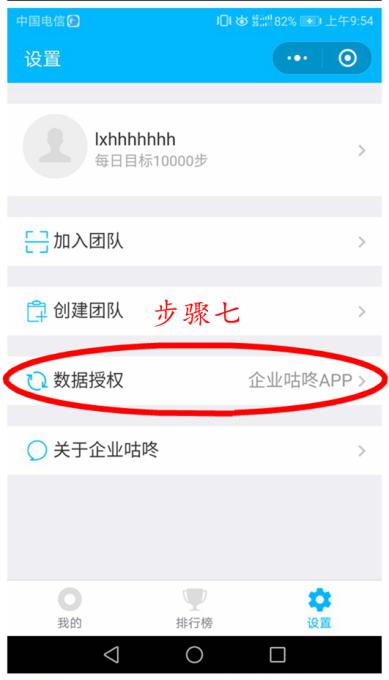 中国电信 82% 上午9:54
设置
lxhhhhhhh
每日目标10000步
加入团队
创建团队 步骤七
数据授权 企业咕咚APP
关于企业咕咚
我的 排行榜 设置